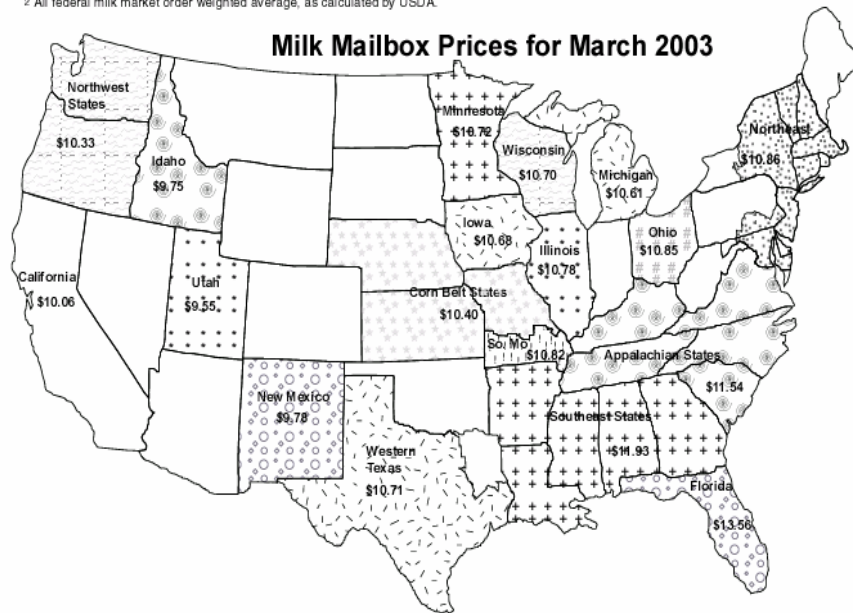 2 All federal milk market order weighted average, as calculated by USDA.
Milk Mailbox Prices for March 2003
Northwest
States
$10.33
Idaho
$9.75
Minnesota
$10.72
Wisconsin
$10.70
Michigan
$10.61
Northeast
$10.86
Iowa
$10.68
Illinois
$10.78
Ohio
$10.85
California
$10.06
Utah
$9.55
Corn Belt States
$10.40
So. Mo
$10.82
Appalachian States
$11.54
New Mexico
$9.78
Southeast States
$11.93
Western
Texas
$10.71
Florida
$13.56